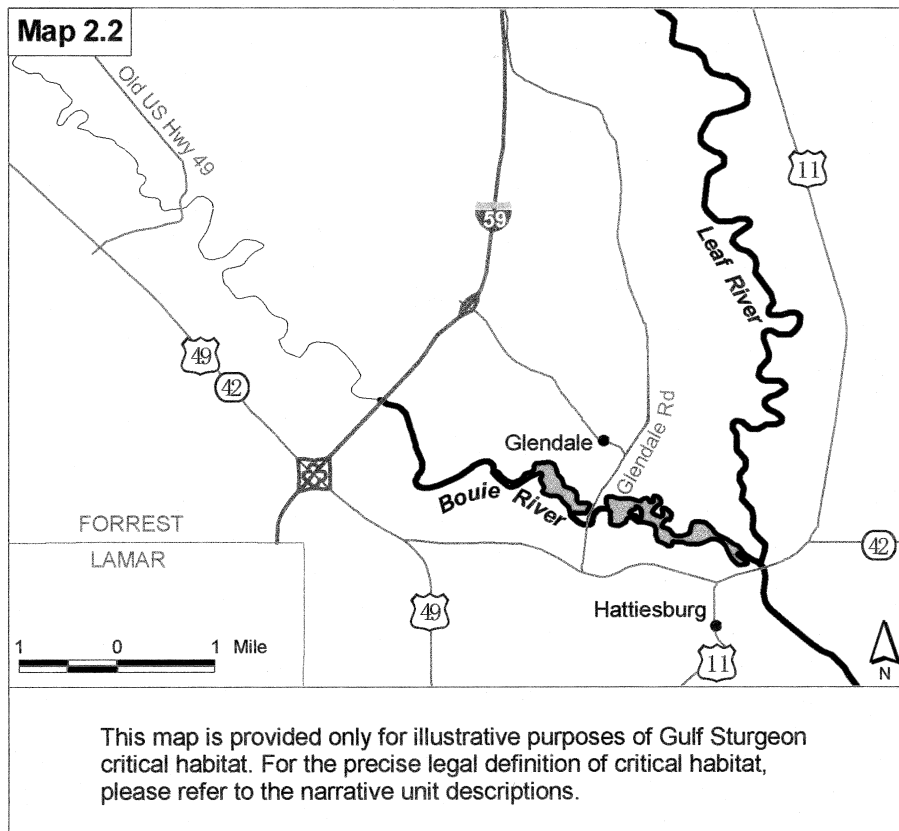 Map 2.2
Old US Hwy 49
59
11
Leaf River
49
42
Glendale
Glendale Rd
Bouie River
FORREST
LAMAR
42
49
Hattiesburg
11
1 0 1 Mile
N
This map is provided only for illustrative purposes of Gulf Sturgeon
critical habitat. For the precise legal definition of critical habitat,
please refer to the narrative unit descriptions.